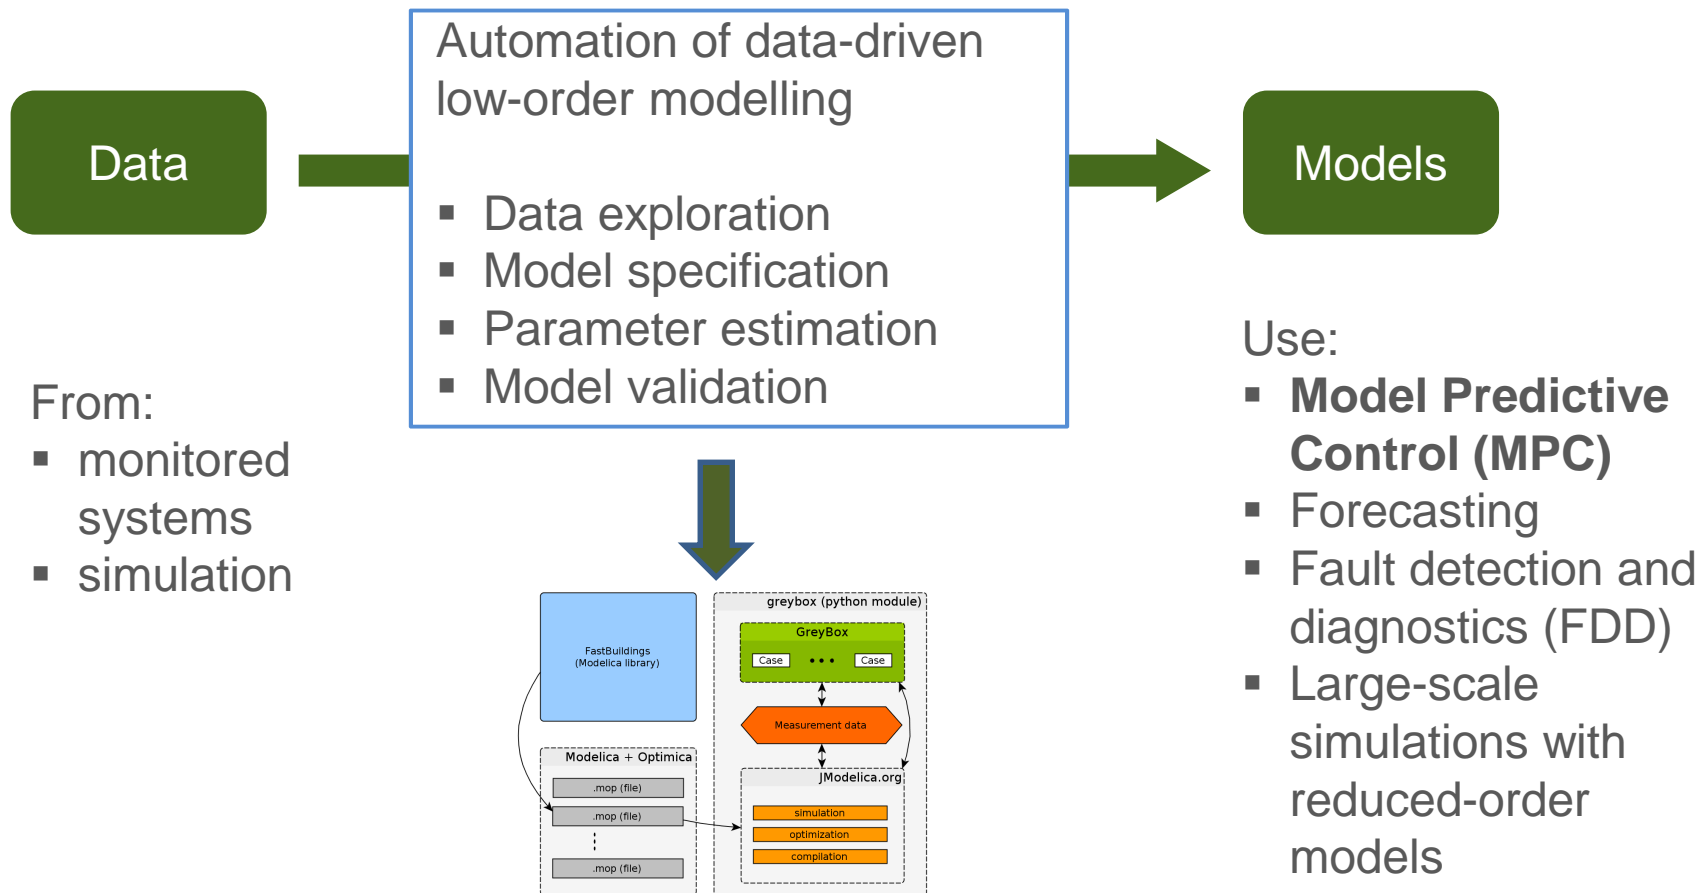 Data
From:
▪ monitored
systems
▪ simulation
Automation of data-driven
low-order modelling
▪ Data exploration
▪ Model specification
▪ Parameter estimation
▪ Model validation
FastBuildings
(Modelica library)
Modelica + Optimica
.mop (file)
.mop (file)
.mop (file)
greybox (python module)
GreyBox
Case ••• Case
Measurement data
JModelica.org
simulation
optimization
compilation
Models
Use:
▪ Model Predictive
Control (MPC)
▪ Forecasting
▪ Fault detection and
diagnostics (FDD)
▪ Large-scale
simulations with
reduced-order
models